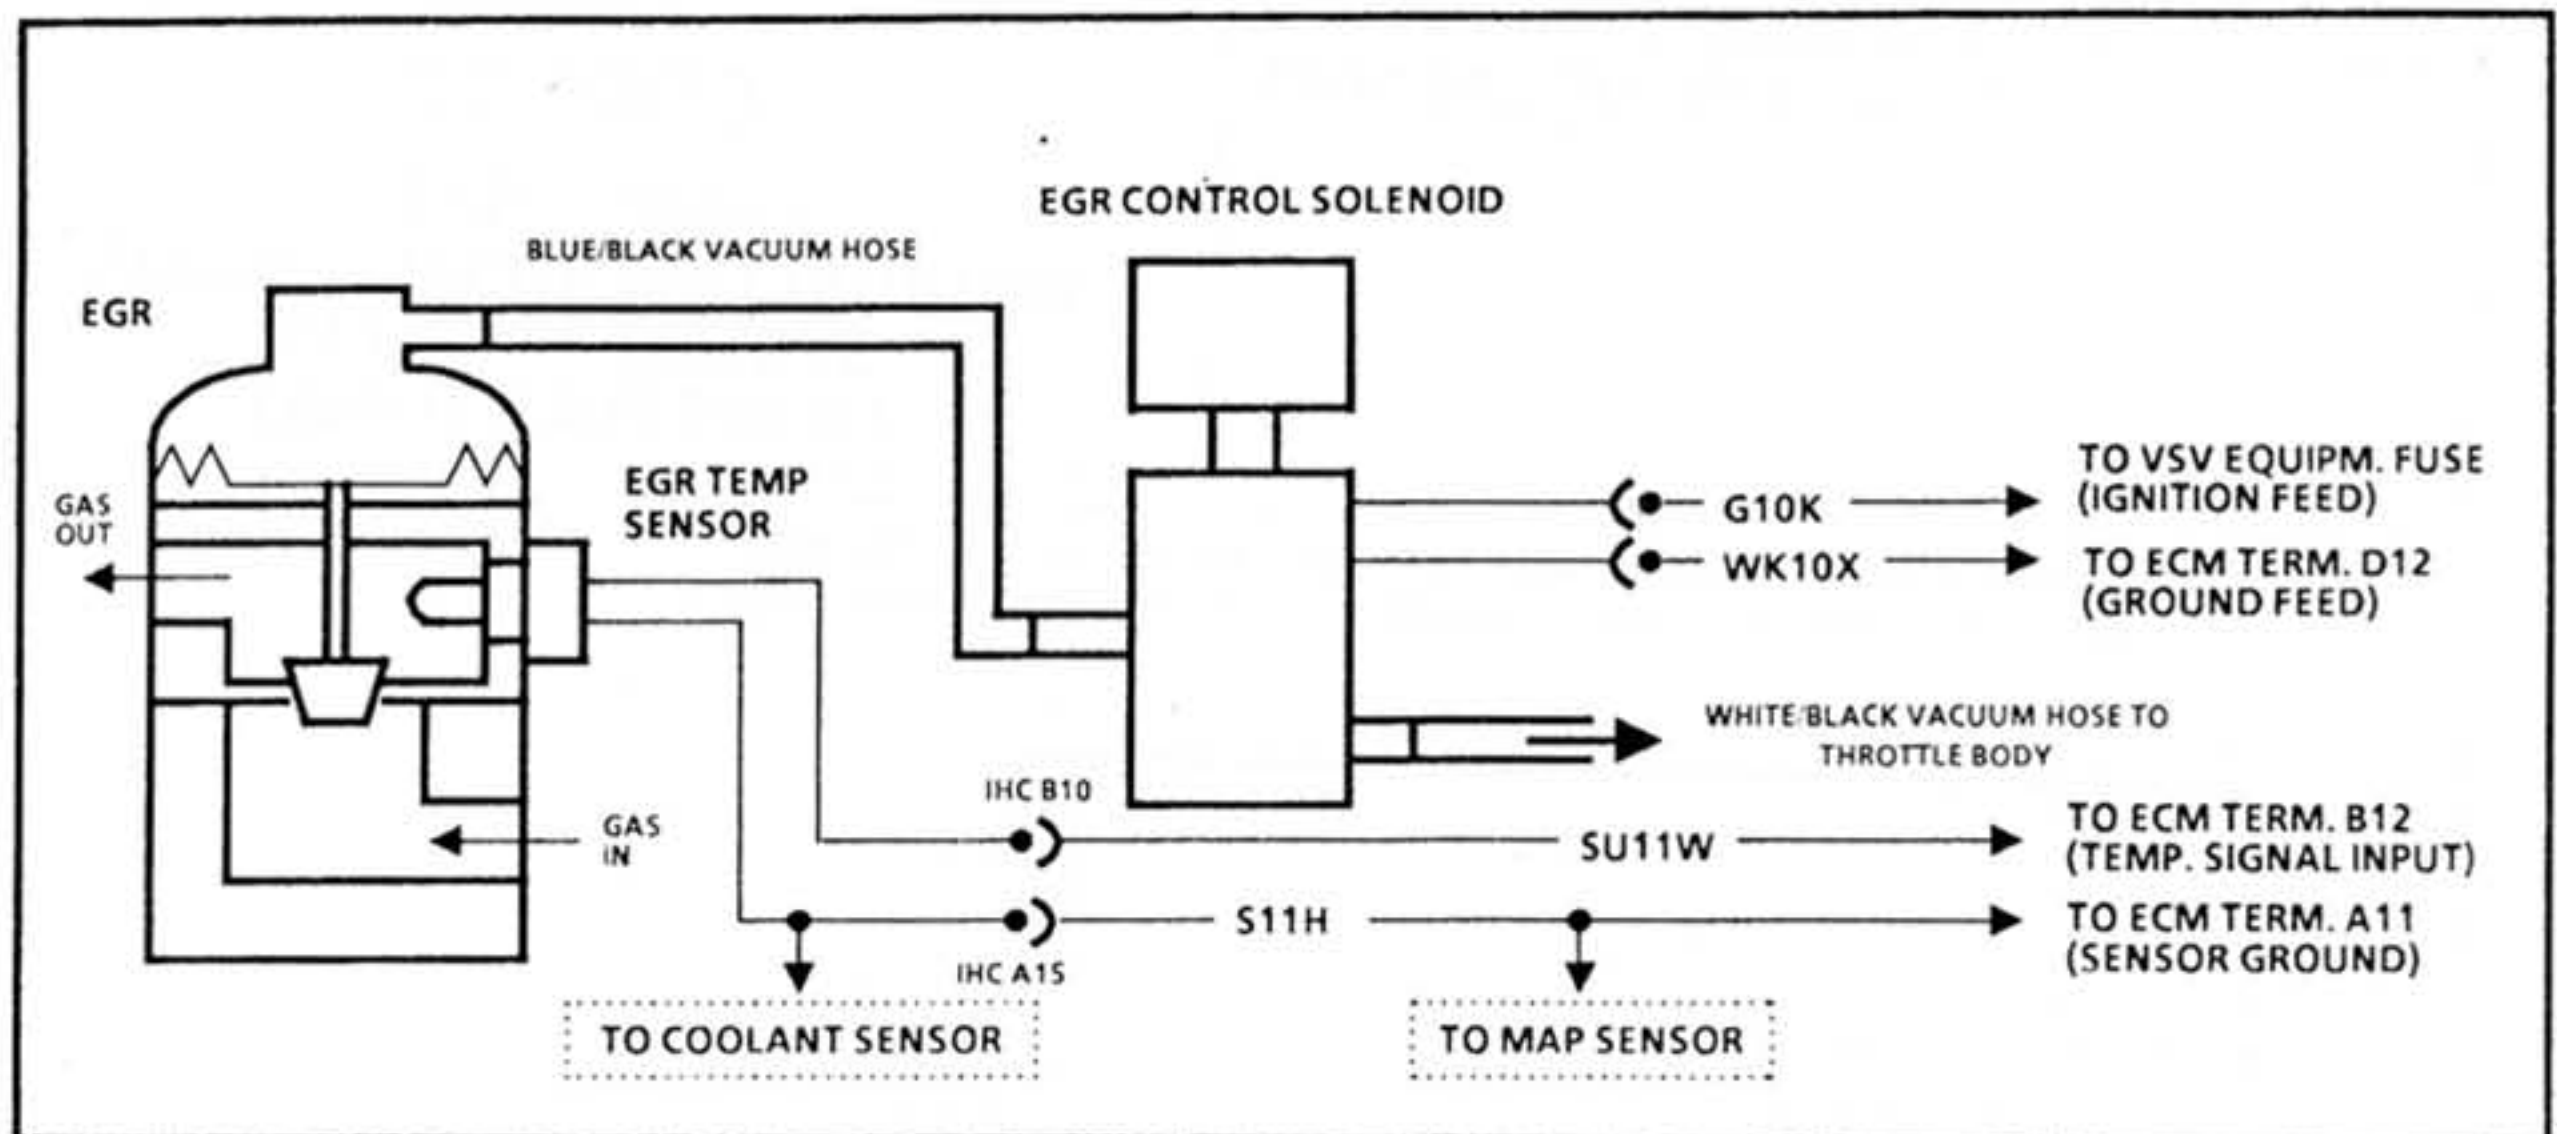 EGR CONTROL SOLENOID
BLUE/BLACK VACUUM HOSE
EGR
EGR TEMP
SENSOR
GAS
OUT
TO VSV EQUIPM. FUSE
(IGNITION FEED)
G10K
WK10X
TO ECM TERM. D12
(GROUND FEED)
WHITE/BLACK VACUUM HOSE TO
THROTTLE BODY
IHC B10
GAS
IN
SU11W
TO ECM TERM. B12
(TEMP. SIGNAL INPUT)
S11H
TO ECM TERM. A11
(SENSOR GROUND)
IHC A15
TO COOLANT SENSOR
TO MAP SENSOR